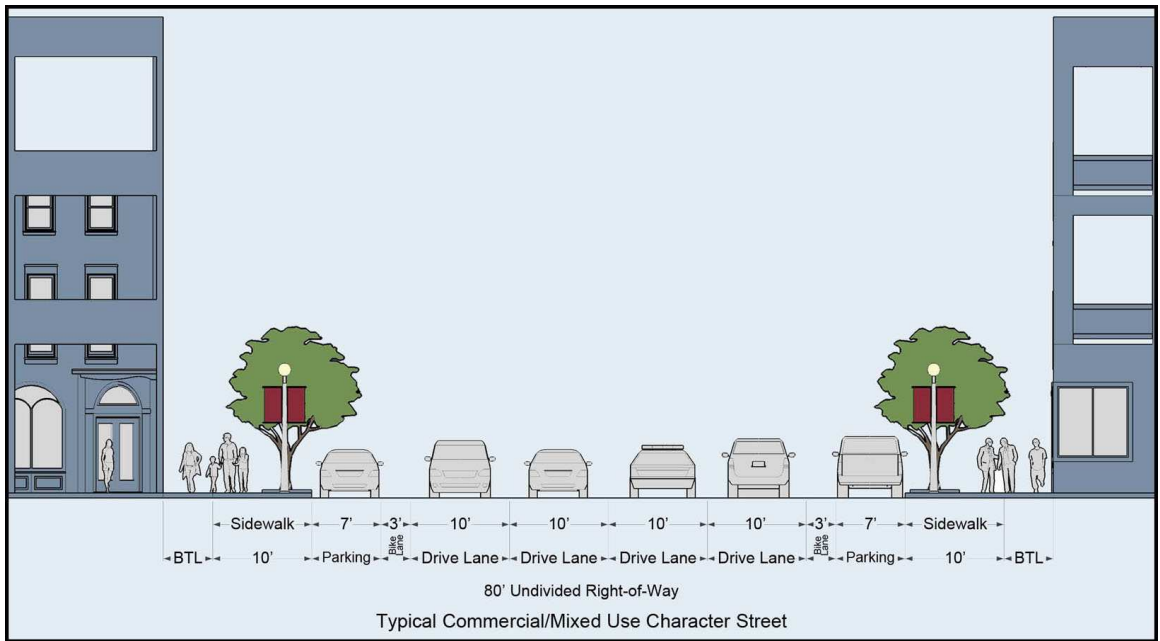 Sidewalk 7' 3' 10' 10' 10' 10' 3' 7' Sidewalk
BTL 10' Parking Bike Lane Drive Lane Drive Lane Drive Lane Drive Lane Bike Lane Parking 10' BTL
80' Undivided Right-of-Way
Typical Commercial/Mixed Use Character Street